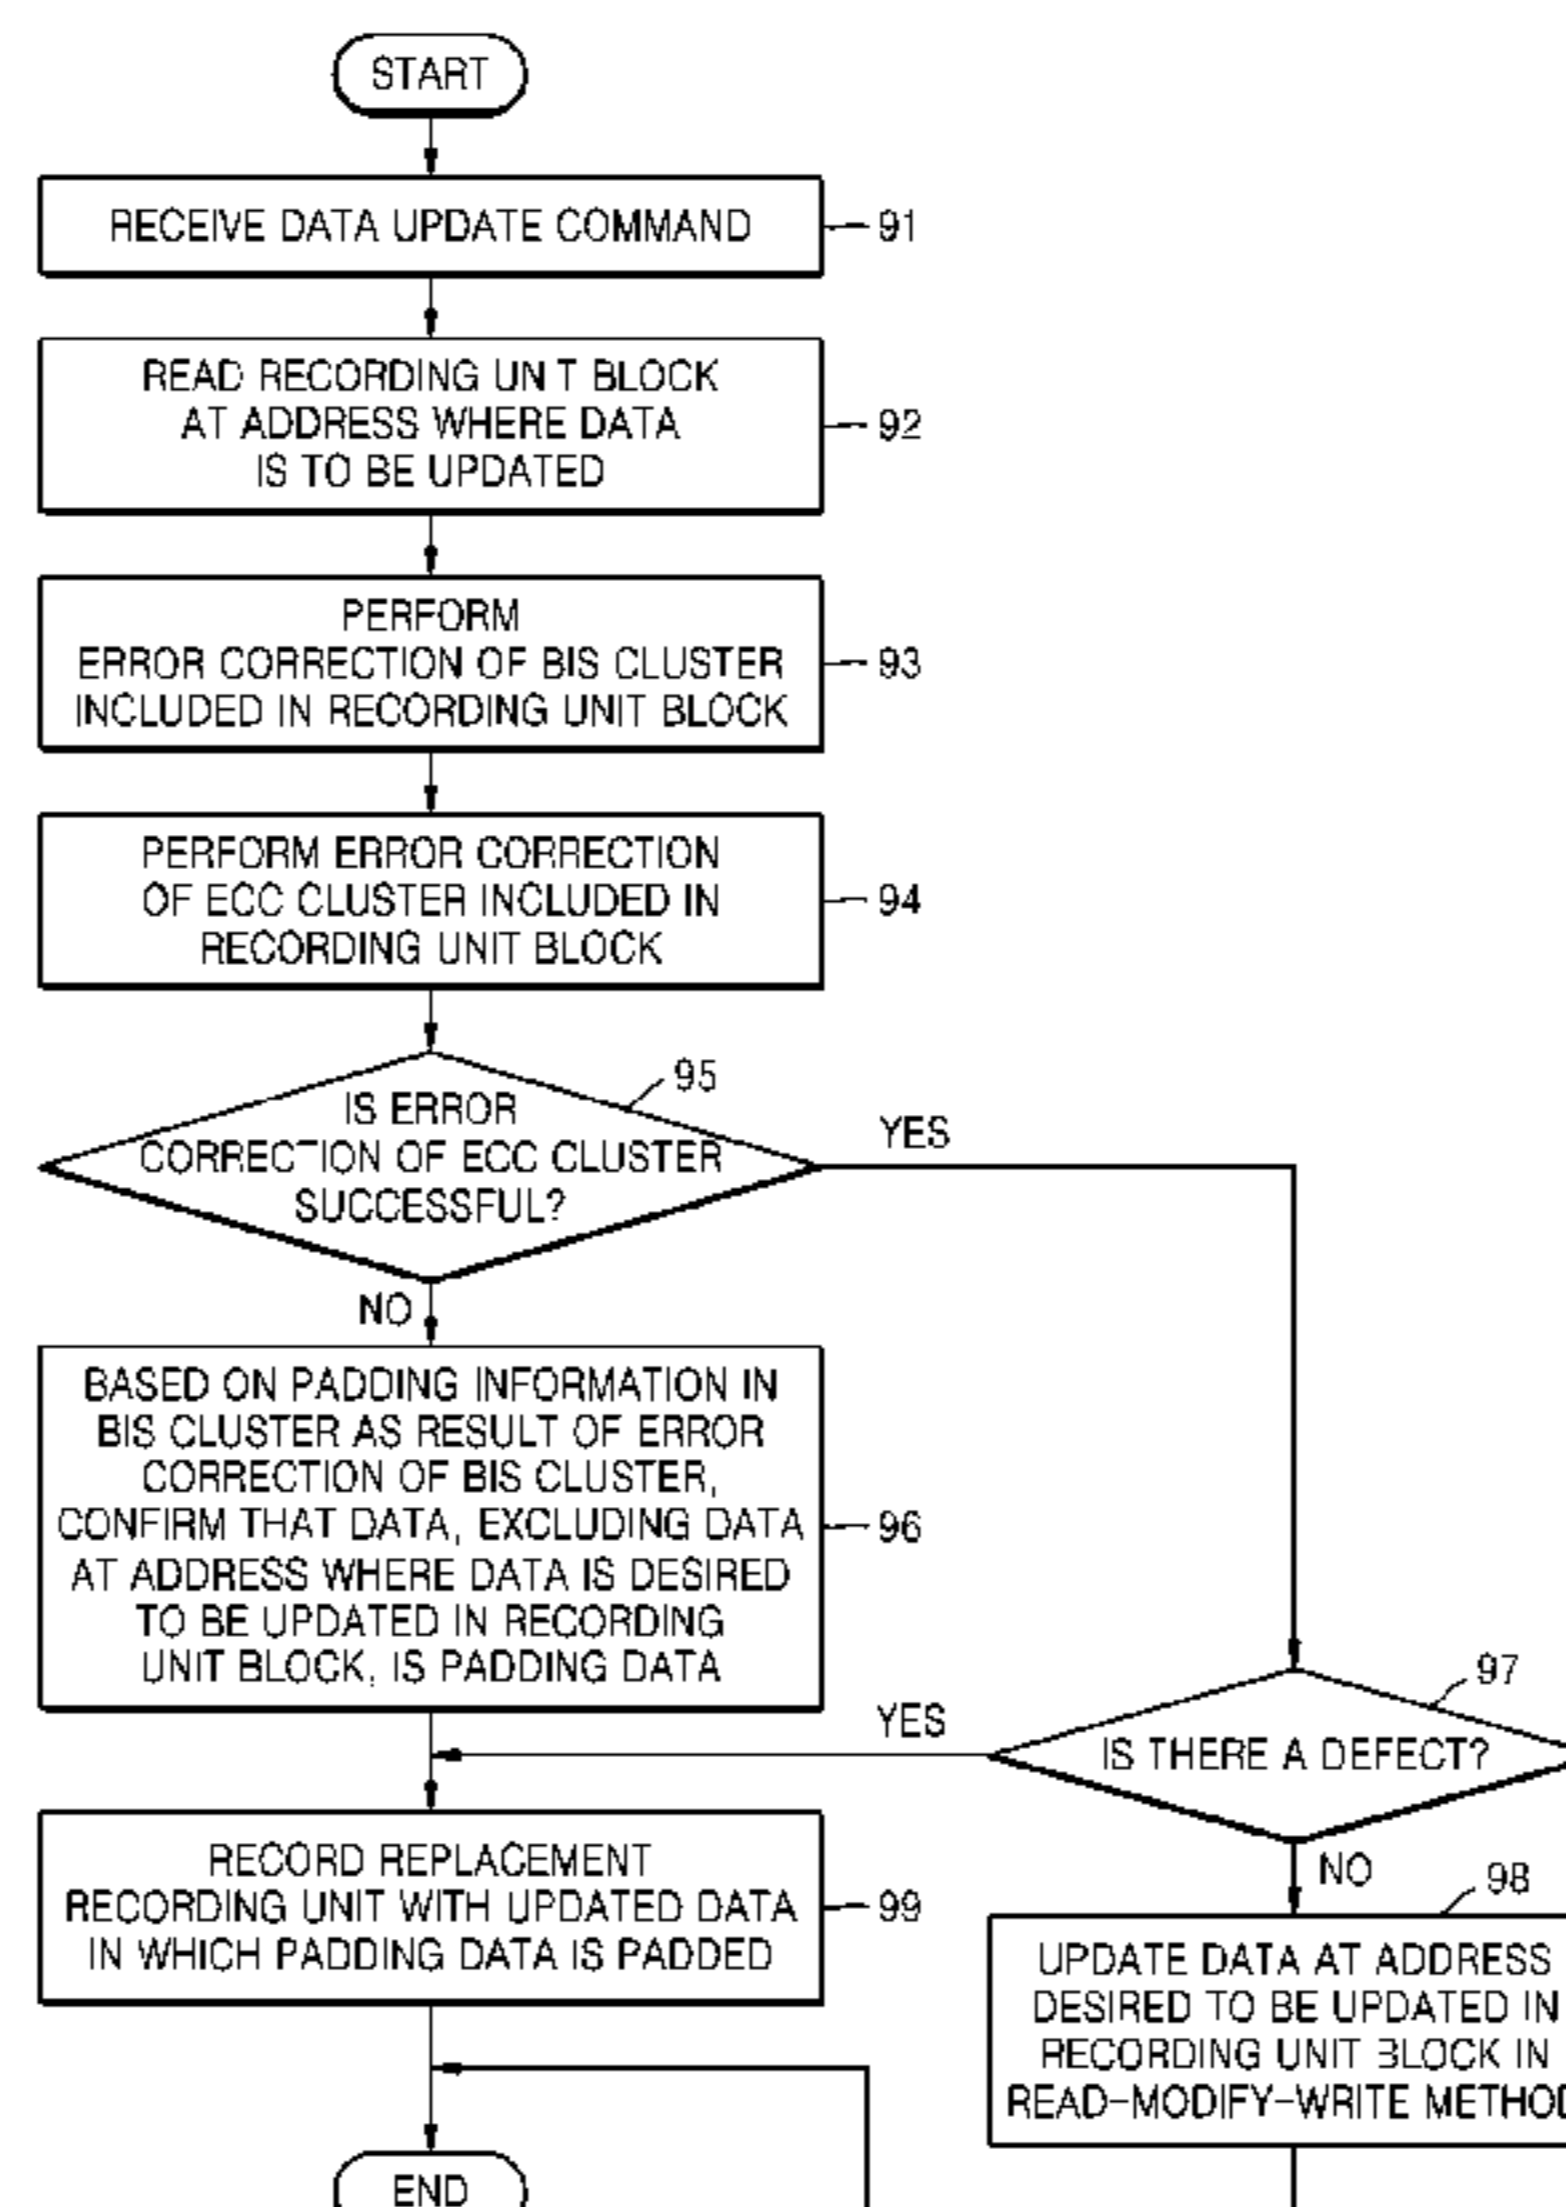 START
RECEIVE DATA UPDATE COMMAND
91
READ RECORDING UNIT BLOCK
AT ADDRESS WHERE DATA
IS TO BE UPDATED
92
PERFORM
ERROR CORRECTION OF BIS CLUSTER
INCLUDED IN RECORDING UNIT BLOCK
93
PERFORM ERROR CORRECTION
OF ECC CLUSTER INCLUDED IN
RECORDING UNIT BLOCK
94
95
IS ERROR
CORRECTION OF ECC CLUSTER
SUCCESSFUL?
YES
NO
BASED ON PADDING INFORMATION IN
BIS CLUSTER AS RESULT OF ERROR
CORRECTION OF BIS CLUSTER,
CONFIRM THAT DATA, EXCLUDING DATA
AT ADDRESS WHERE DATA IS DESIRED
TO BE UPDATED IN RECORDING
UNIT BLOCK, IS PADDING DATA
96
97
IS THERE A DEFECT?
YES
NO
RECORD REPLACEMENT
RECORDING UNIT WITH UPDATED DATA
IN WHICH PADDING DATA IS PADDED
99
98
UPDATE DATA AT ADDRESS
DESIRED TO BE UPDATED IN
RECORDING UNIT BLOCK IN
READ-MODIFY-WRITE METHOD
END